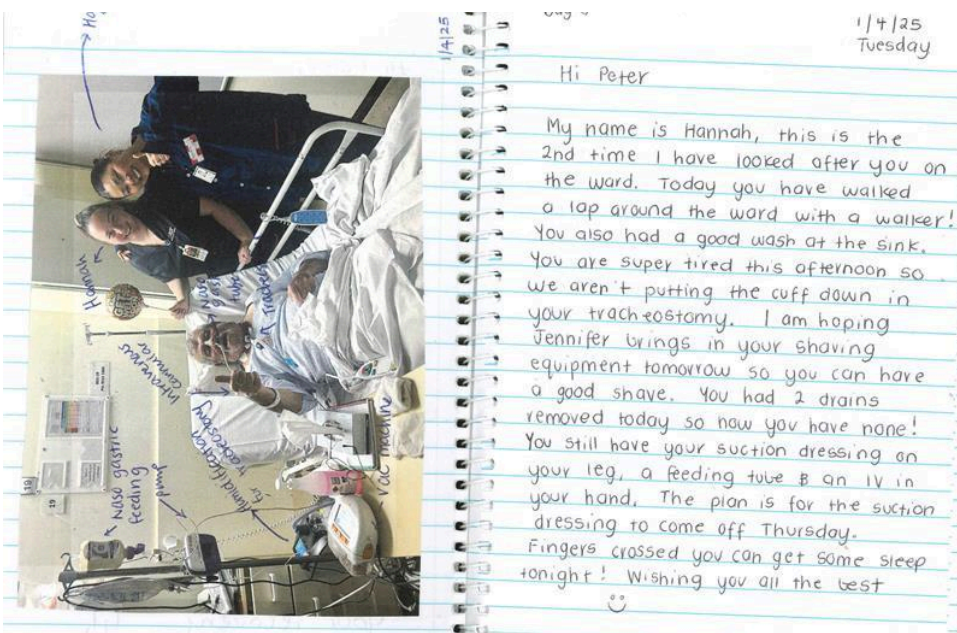 1/4/25
Hannah
Intravenous
cannular
Naso gastric
feeding
pump
Humidification
for
tracheostomy
Vac machine
18
19
1/4/25
Tuesday
Hi Peter
My name is Hannah, this is the
2nd time I have looked after you on
the ward. Today you have walked
a lap around the ward with a walker!
You also had a good wash at the sink.
You are super tired this afternoon so
we aren't putting the cuff down in
your tracheostomy. I am hoping
Jennifer brings in your shaving
equipment tomorrow so you can have
a good shave. You had 2 drains
removed today so now you have none!
You still have your suction dressing on
your leg, a feeding tube & an IV in
your hand. The plan is for the suction
dressing to come off Thursday.
Fingers crossed you can get some sleep
tonight! Wishing you all the best